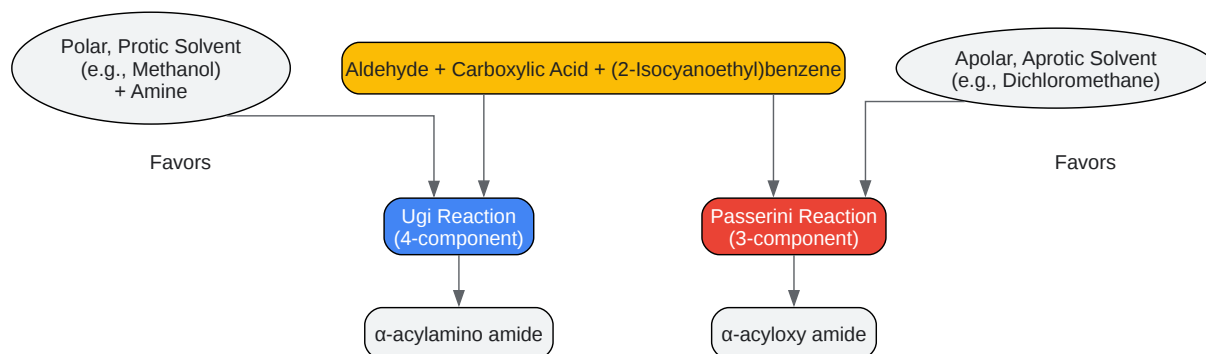 Polar, Protic Solvent
(e.g., Methanol)
+ Amine
Aldehyde + Carboxylic Acid + (2-Isocyanoethyl)benzene
Apolar, Aprotic Solvent
(e.g., Dichloromethane)
Favors
Favors
Ugi Reaction
(4-component)
Passerini Reaction
(3-component)
α-acylamino amide
α-acyloxy amide